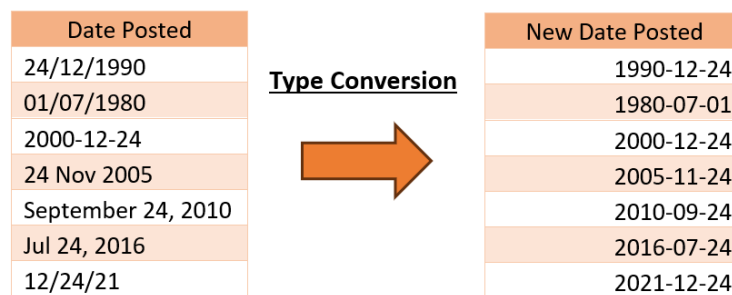 Date Posted
24/12/1990
01/07/1980
2000-12-24
24 Nov 2005
September 24, 2010
Jul 24, 2016
12/24/21
Type Conversion
New Date Posted
1990-12-24
1980-07-01
2000-12-24
2005-11-24
2010-09-24
2016-07-24
2021-12-24